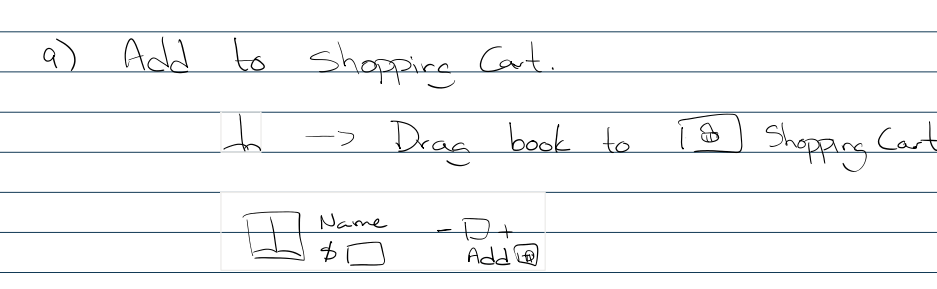 a) Add to Shopping Cart.
→ Drag book to Shopping Cart
Name - +
$ Add